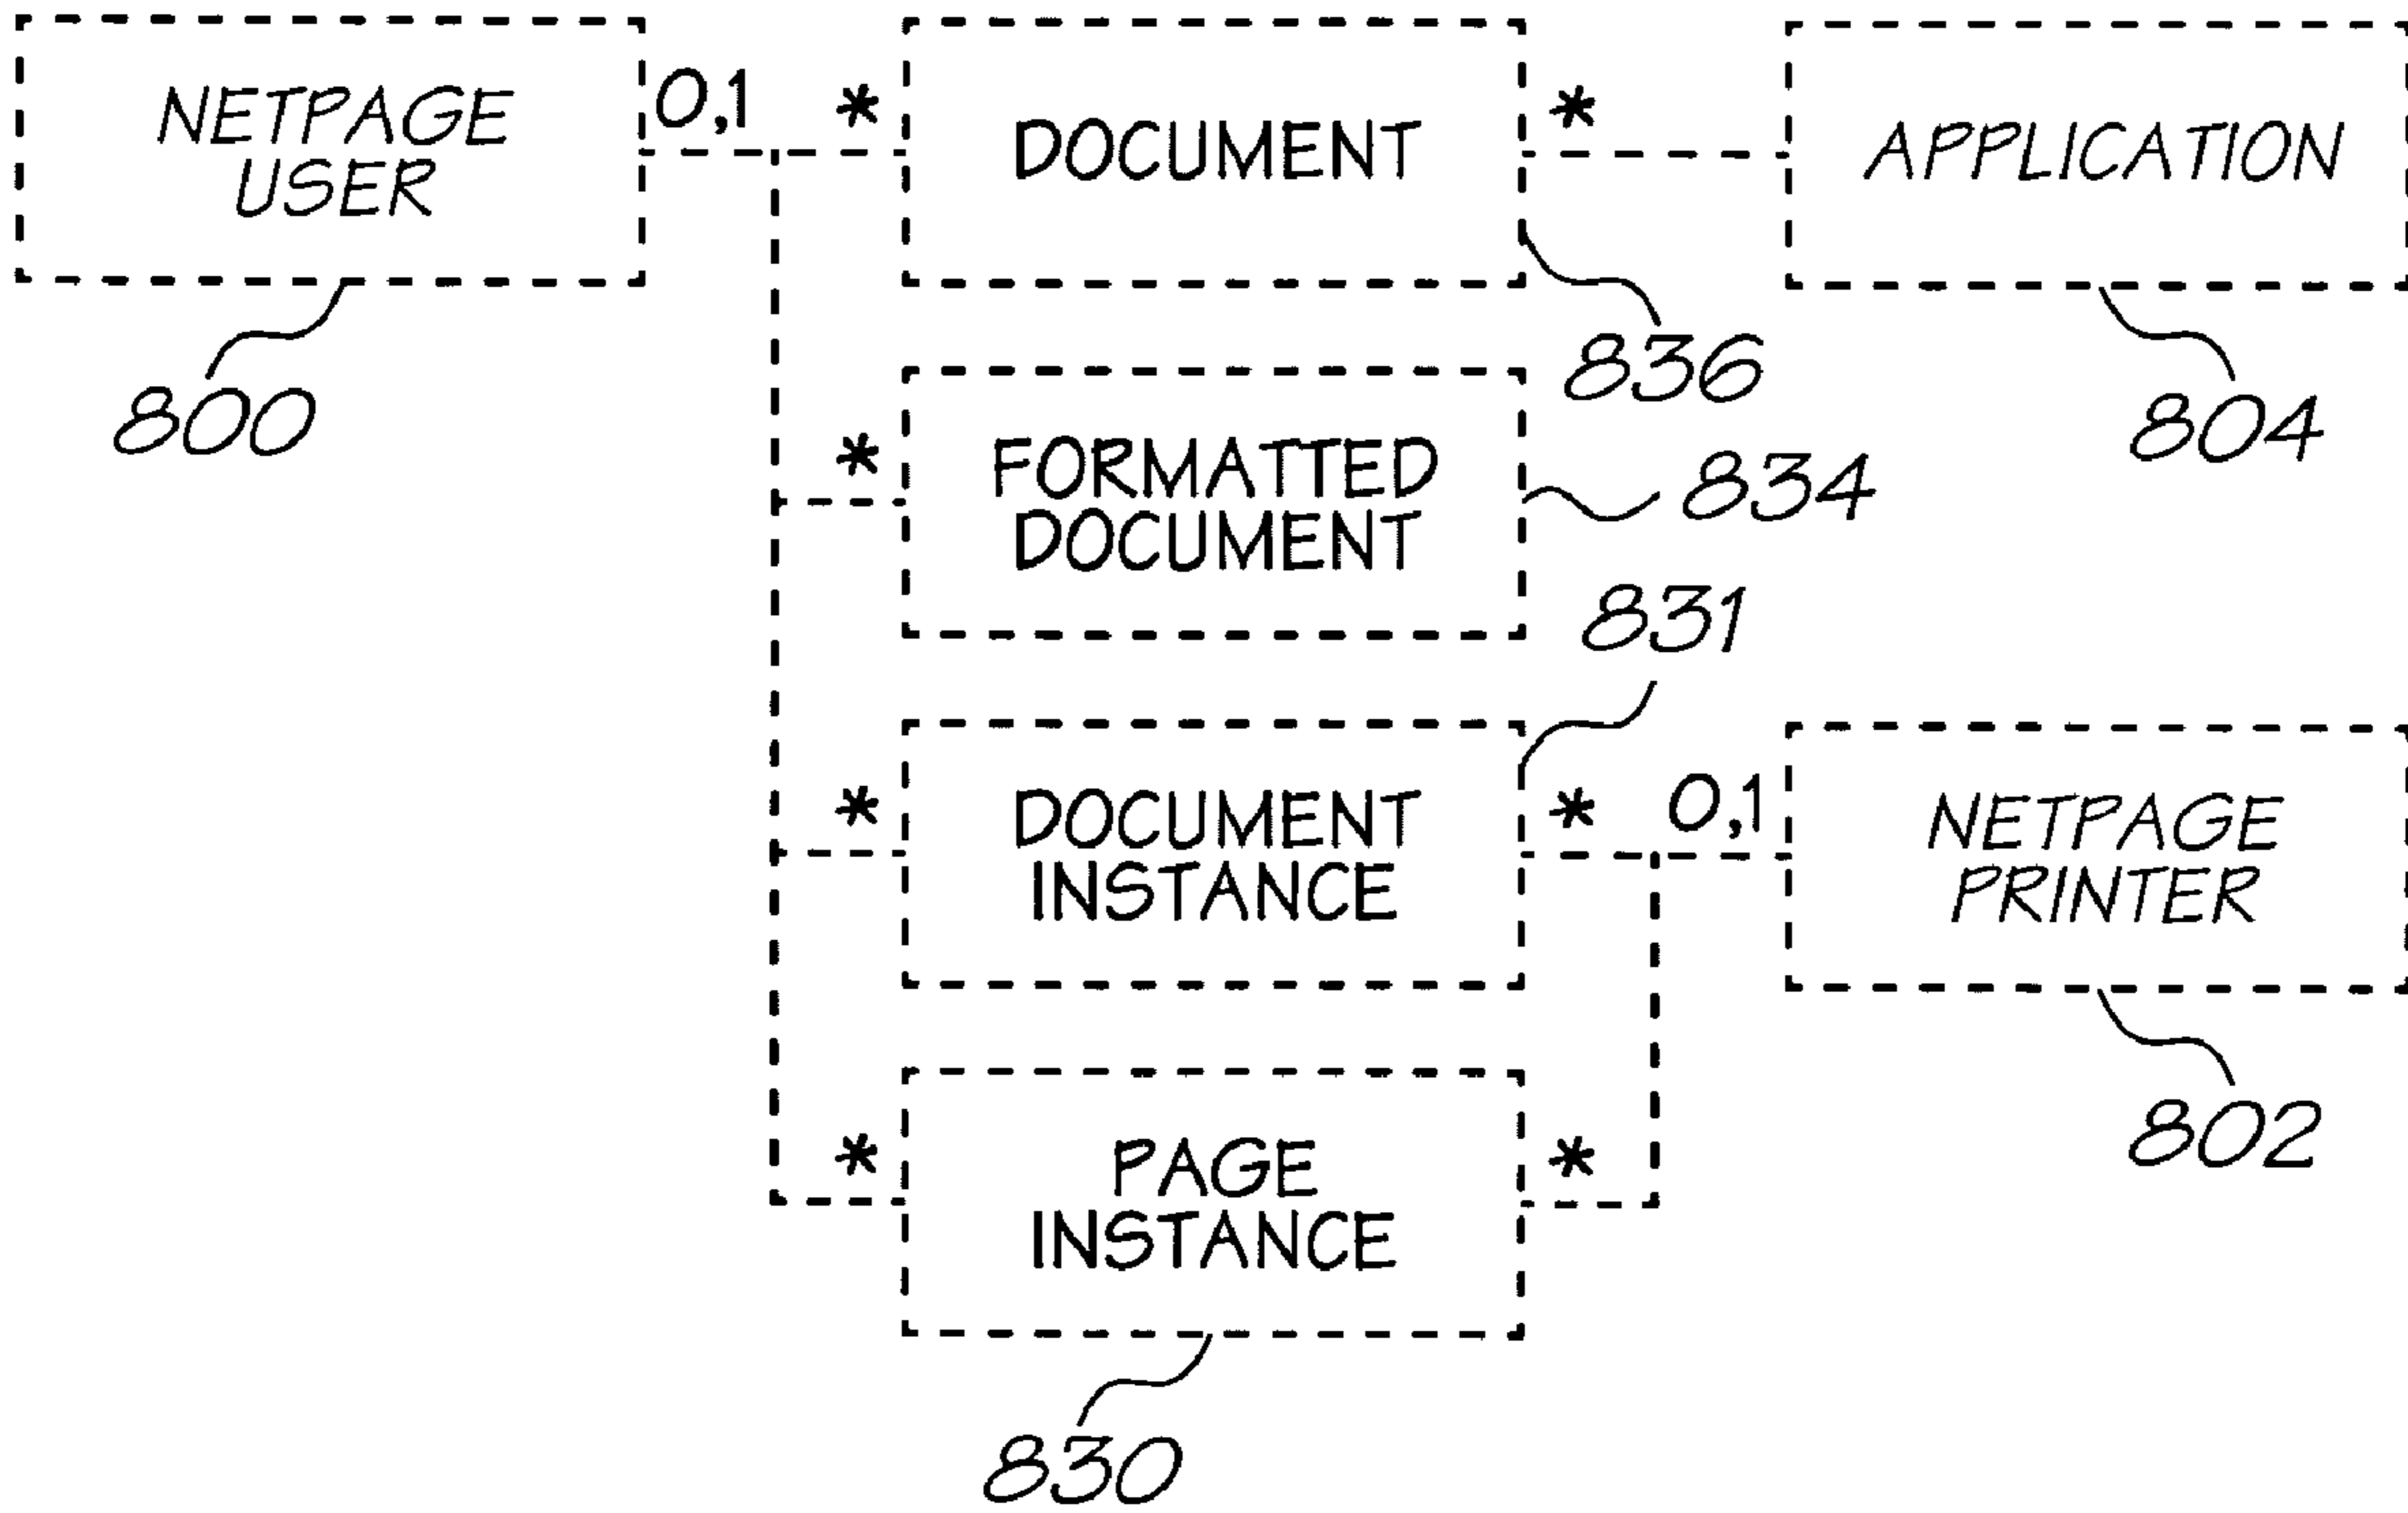 NETPAGE
USER
0,1
*
DOCUMENT
*
APPLICATION
800
836
804
*
FORMATTED
DOCUMENT
834
831
*
DOCUMENT
INSTANCE
*
0,1
NETPAGE
PRINTER
802
*
PAGE
INSTANCE
*
830